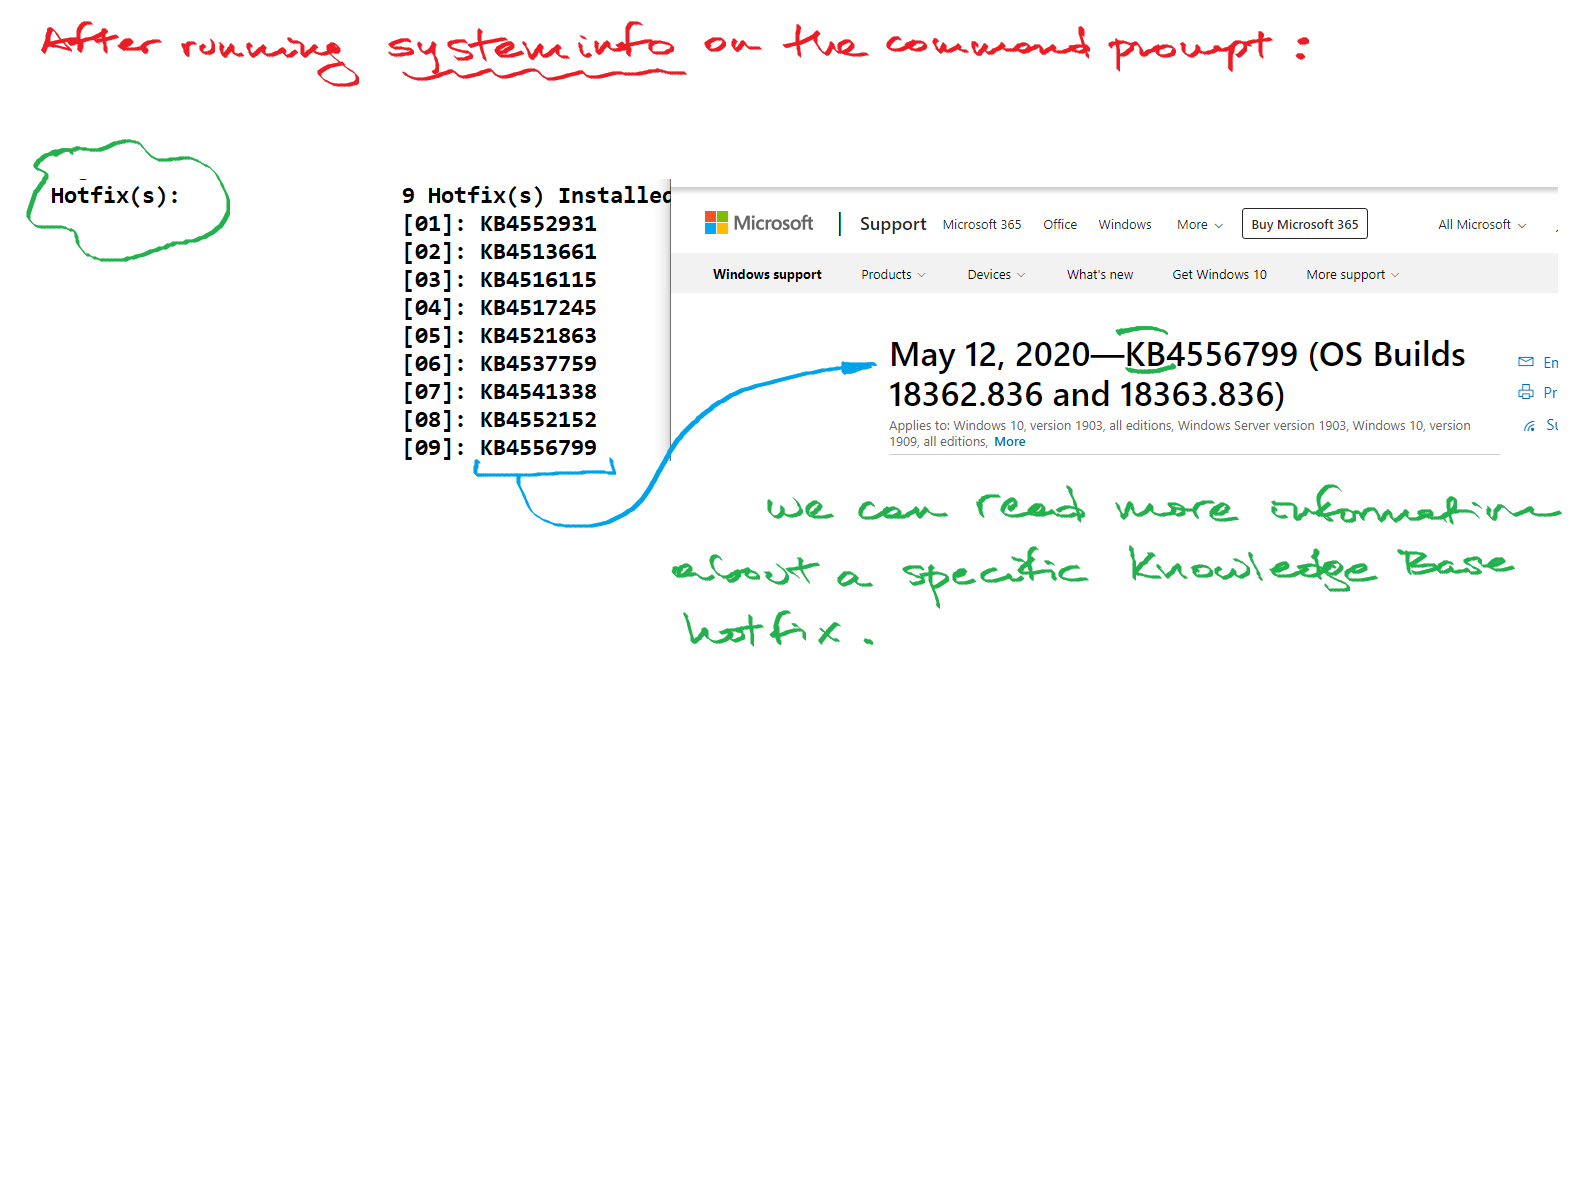 After running systeminfo on the command prompt:
Hotfix(s):
9 Hotfix(s) Installed
[01]: KB4552931
[02]: KB4513661
[03]: KB4516115
[04]: KB4517245
[05]: KB4521863
[06]: KB4537759
[07]: KB4541338
[08]: KB4552152
[09]: KB4556799
Microsoft | Support Microsoft 365 Office Windows More Buy Microsoft 365 All Microsoft
Windows support Products Devices What's new Get Windows 10 More support
May 12, 2020—KB4556799 (OS Builds
18362.836 and 18363.836)
Applies to: Windows 10, version 1903, all editions, Windows Server version 1903, Windows 10, version
1909, all editions, More
Em
Pr
Su
we can read more information
about a specific Knowledge Base
hotfix.